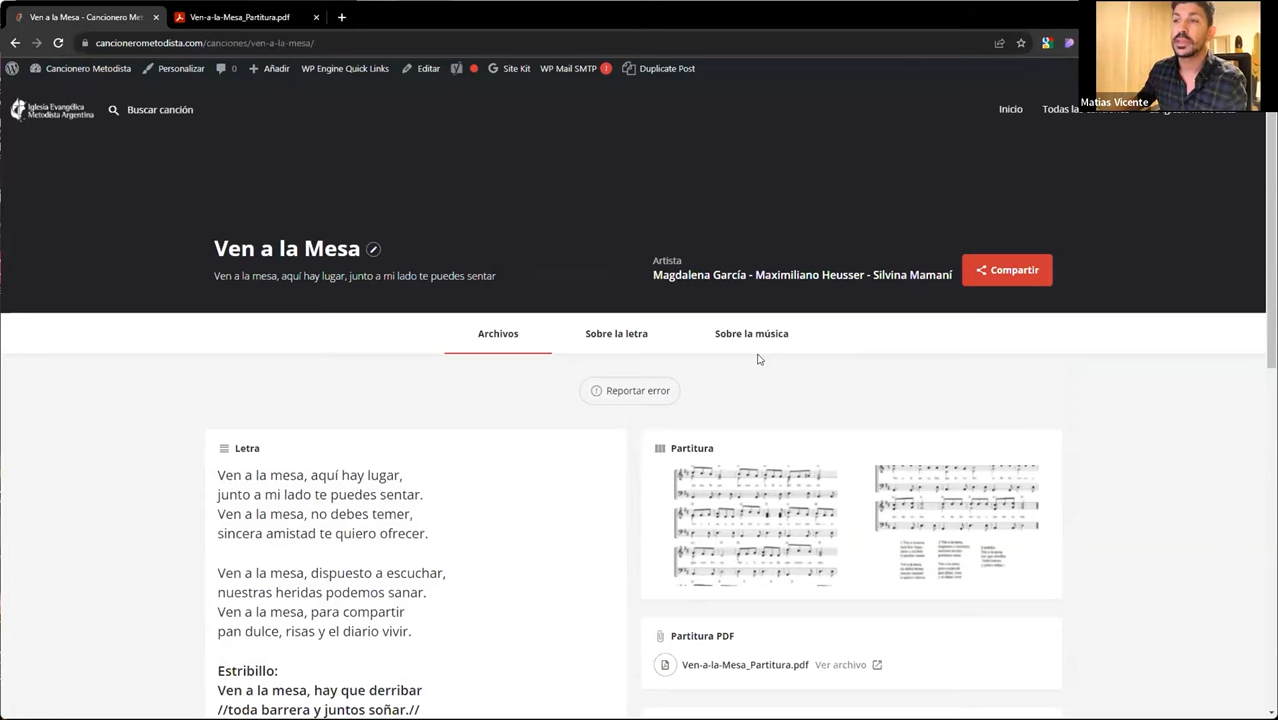 Ven a la Mesa - Cancionero Met
Ven-a-la-Mesa_Partitura.pdf
cancionerometodista.com/canciones/ven-a-la-mesa/
Cancionero Metodista
Personalizar
0
Añadir
WP Engine Quick Links
Editar
Site Kit
WP Mail SMTP
Duplicate Post
Matias Vicente
Iglesia Evangélica
Metodista Argentina
Buscar canción
Inicio
Todas la
Ven a la Mesa
Ven a la mesa, aquí hay lugar, junto a mi lado te puedes sentar
Artista
Magdalena García - Maximiliano Heusser - Silvina Mamaní
Compartir
Archivos
Sobre la letra
Sobre la música
Reportar error
Letra
Ven a la mesa, aquí hay lugar,
junto a mi lado te puedes sentar.
Ven a la mesa, no debes temer,
sincera amistad te quiero ofrecer.
Ven a la mesa, dispuesto a escuchar,
nuestras heridas podemos sanar.
Ven a la mesa, para compartir
pan dulce, risas y el diario vivir.
Estribillo:
Ven a la mesa, hay que derribar
//toda barrera y juntos soñar.//
Partitura
Partitura PDF
Ven-a-la-Mesa_Partitura.pdf
Ver archivo